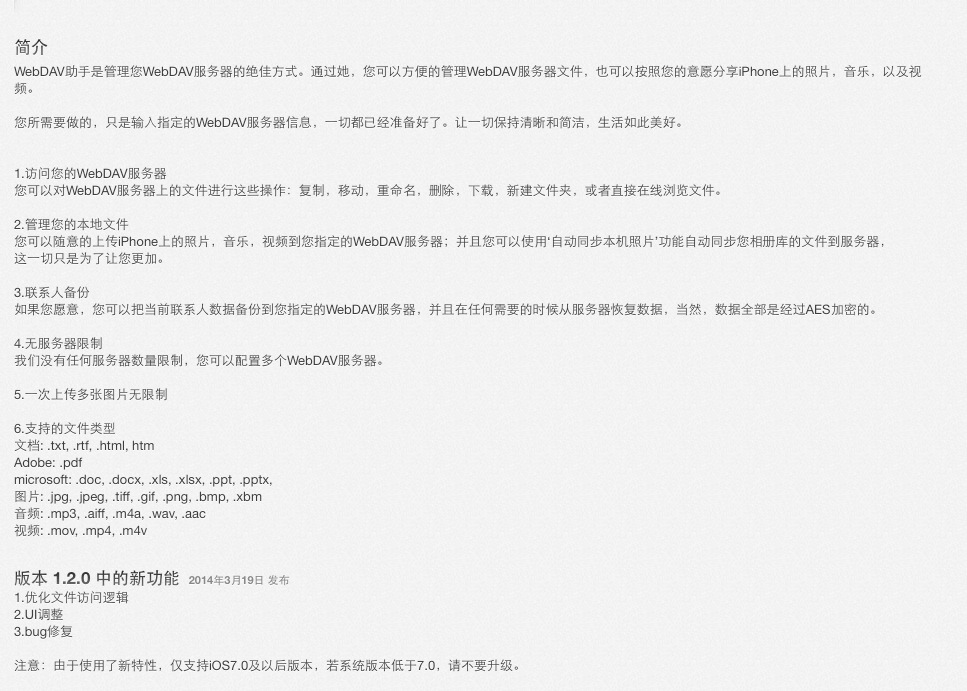 简介
WebDAV助手是管理您WebDAV服务器的绝佳方式。通过她，您可以方便的管理WebDAV服务器文件，也可以按照您的意愿分享iPhone上的照片，音乐，以及视
频。
您所需要做的，只是输入指定的WebDAV服务器信息，一切都已经准备好了。让一切保持清晰和简洁，生活如此美好。
1.访问您的WebDAV服务器
您可以对WebDAV服务器上的文件进行这些操作：复制，移动，重命名，删除，下载，新建文件夹，或者直接在线浏览文件。
2.管理您的本地文件
您可以随意的上传iPhone上的照片，音乐，视频到您指定的WebDAV服务器；并且您可以使用‘自动同步本机照片’功能自动同步您相册库的文件到服务器，
这一切只是为了让您更加。
3.联系人备份
如果您愿意，您可以把当前联系人数据备份到您指定的WebDAV服务器，并且在任何需要的时候从服务器恢复数据，当然，数据全部是经过AES加密的。
4.无服务器限制
我们没有任何服务器数量限制，您可以配置多个WebDAV服务器。
5.一次上传多张图片无限制
6.支持的文件类型
文档: .txt, .rtf, .html, htm
Adobe: .pdf
microsoft: .doc, .docx, .xls, .xlsx, .ppt, .pptx,
图片: .jpg, .jpeg, .tiff, .gif, .png, .bmp, .xbm
音频: .mp3, .aiff, .m4a, .wav, .aac
视频: .mov, .mp4, .m4v
版本 1.2.0 中的新功能 2014年3月19日 发布
1.优化文件访问逻辑
2.UI调整
3.bug修复
注意：由于使用了新特性，仅支持iOS7.0及以后版本，若系统版本低于7.0，请不要升级。